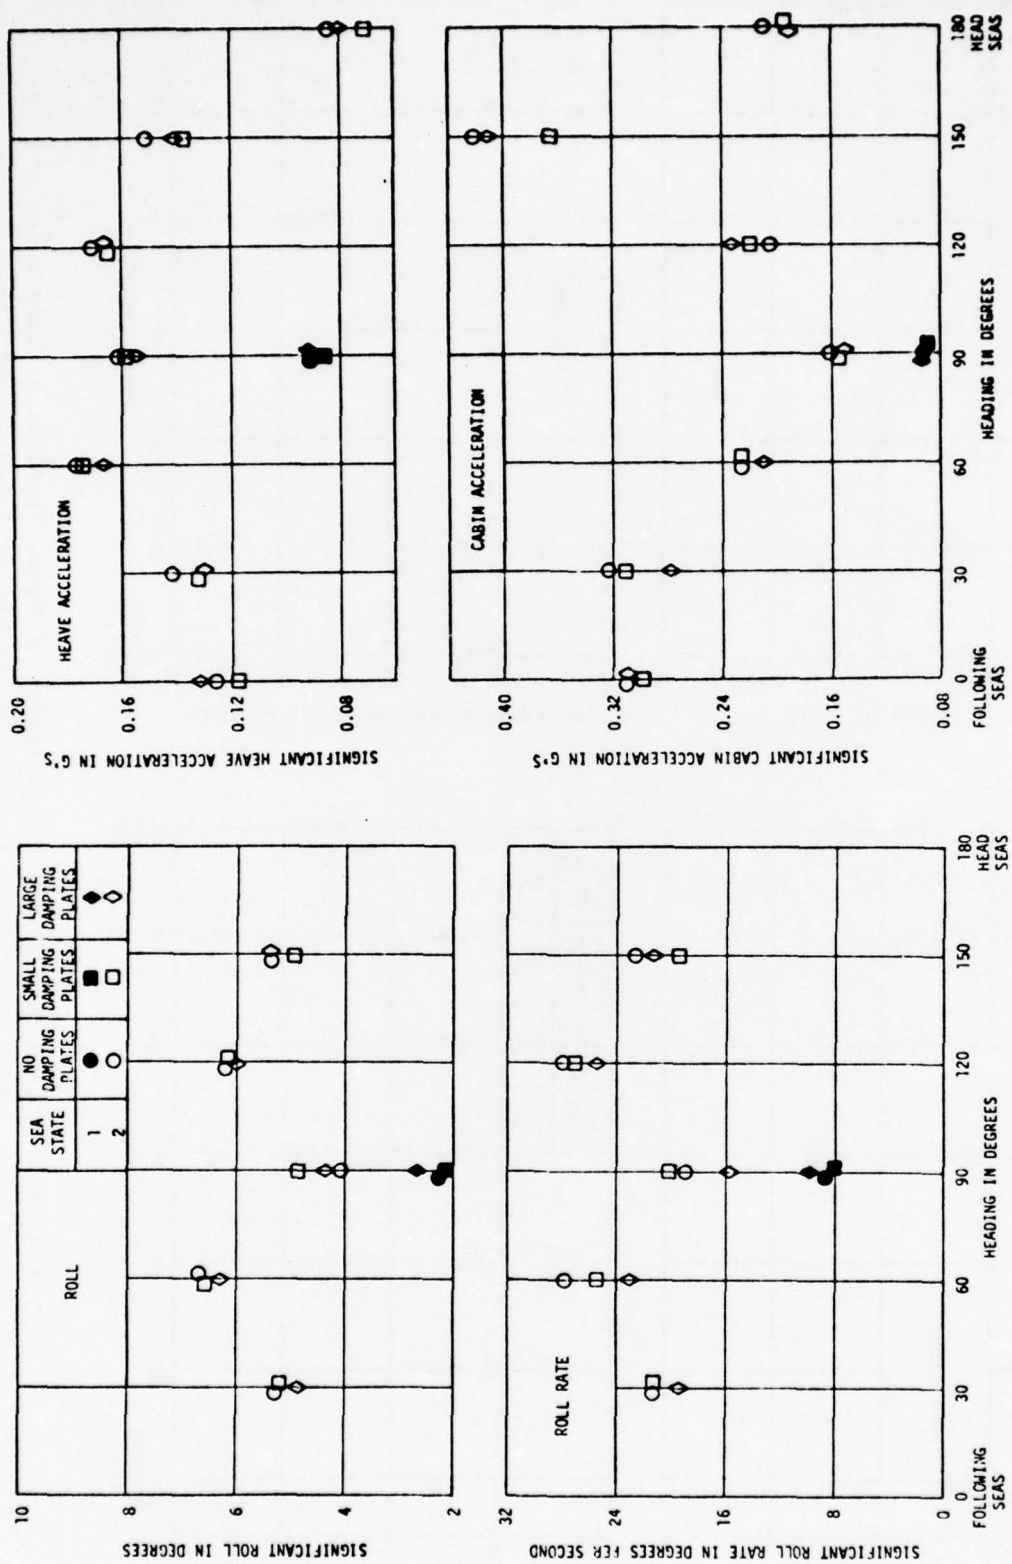 SEA STATE
NO DAMPING PLATES
SMALL DAMPING PLATES
LARGE DAMPING PLATES
1
2
ROLL
10
8
6
4
2
SIGNIFICANT ROLL IN DEGREES
ROLL RATE
32
24
16
8
0
SIGNIFICANT ROLL RATE IN DEGREES PER SECOND
0
30
60
90
120
150
180
FOLLOWING SEAS
HEADING IN DEGREES
HEAD SEAS
HEAVE ACCELERATION
0.20
0.16
0.12
0.08
SIGNIFICANT HEAVE ACCELERATION IN G'S
CABIN ACCELERATION
0.40
0.32
0.24
0.16
0.08
SIGNIFICANT CABIN ACCELERATION IN G'S
0
30
60
90
120
150
180
FOLLOWING SEAS
HEADING IN DEGREES
HEAD SEAS